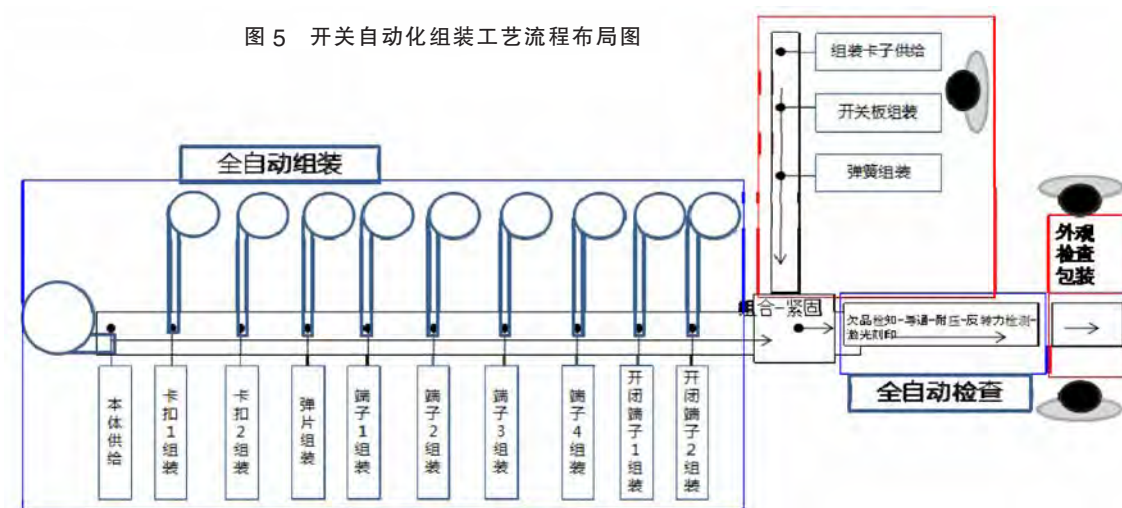 图 5 开关自动化组装工艺流程布局图
组装卡子供给
开关板组装
弹簧组装
全自动组装
外观
检查
包装
组合-紧固
欠品检知-导通-耐压-反转力检测-
激光刻印
全自动检查
本体供给
卡扣1组装
卡扣2组装
弹片组装
端子1组装
端子2组装
端子3组装
端子4组装
开闭端子1组装
开闭端子2组装